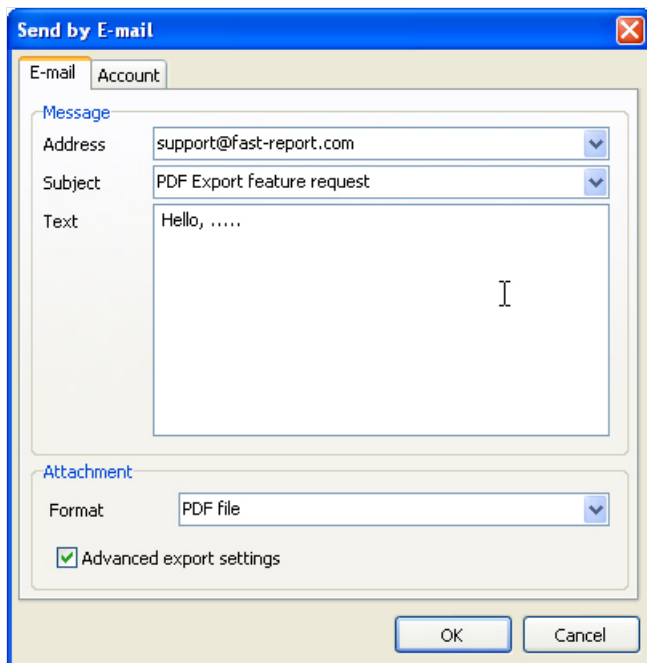 Send by E-mail
E-mail Account
Message
Address support@fast-report.com
Subject PDF Export feature request
Text Hello, .....
Attachment
Format PDF file
Advanced export settings
OK Cancel